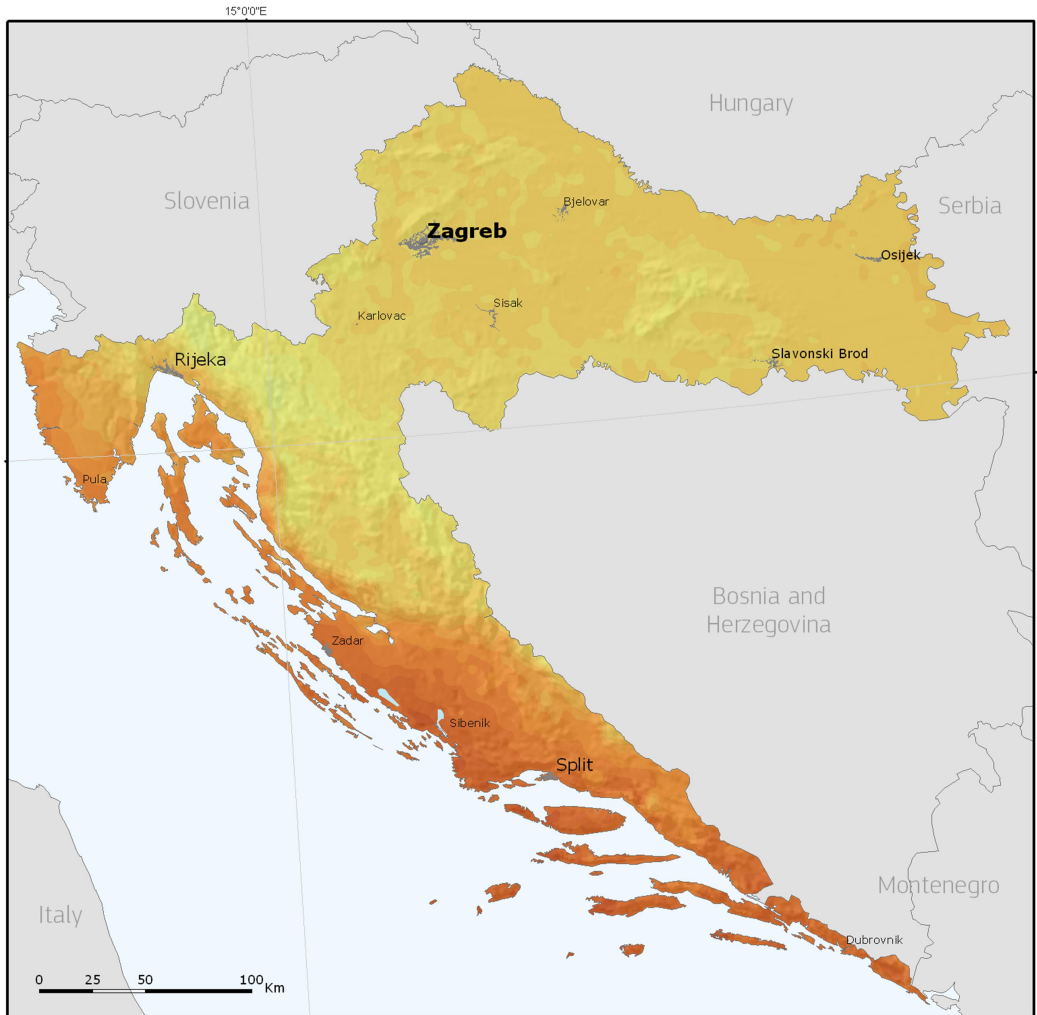 15°0'0"E
Hungary
Slovenia
Serbia
Bjelovar
Zagreb
Osijek
Sisak
Karlovac
Slavonski Brod
Rijeka
Pula
Bosnia and
Herzegovina
Zadar
Sibenik
Split
Montenegro
Italy
Dubrovnik
0 25 50 100 Km